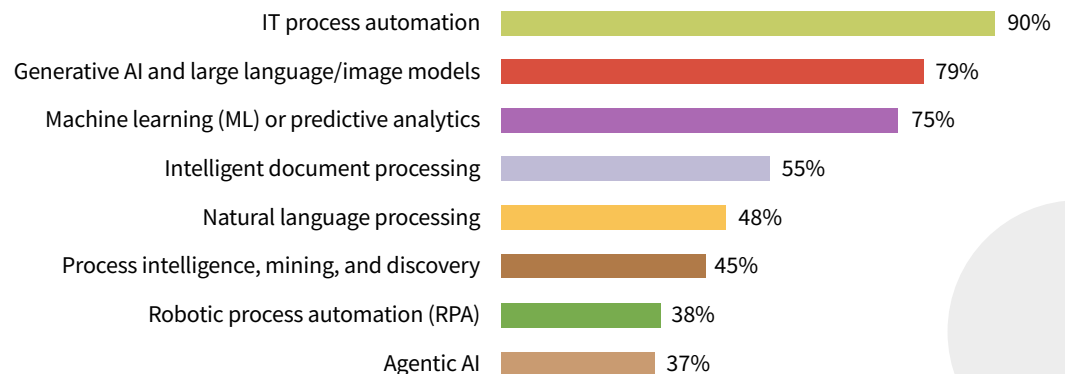 IT process automation 90%
Generative AI and large language/image models 79%
Machine learning (ML) or predictive analytics 75%
Intelligent document processing 55%
Natural language processing 48%
Process intelligence, mining, and discovery 45%
Robotic process automation (RPA) 38%
Agentic AI 37%